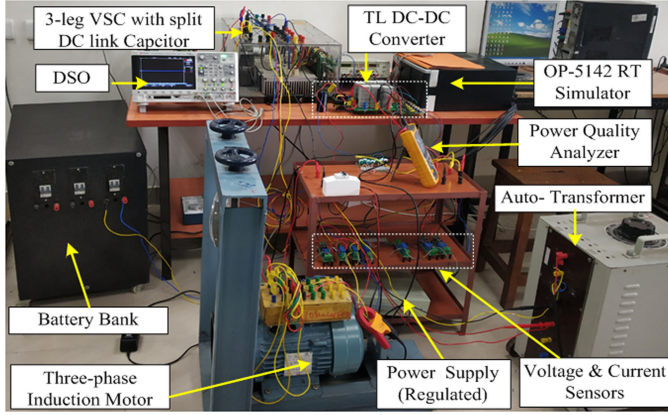 3-leg VSC with split
DC link Capcitor
TL DC-DC
Converter
DSO
OP-5142 RT
Simulator
Power Quality
Analyzer
Auto- Transformer
Battery Bank
Three-phase
Induction Motor
Power Supply
(Regulated)
Voltage & Current
Sensors